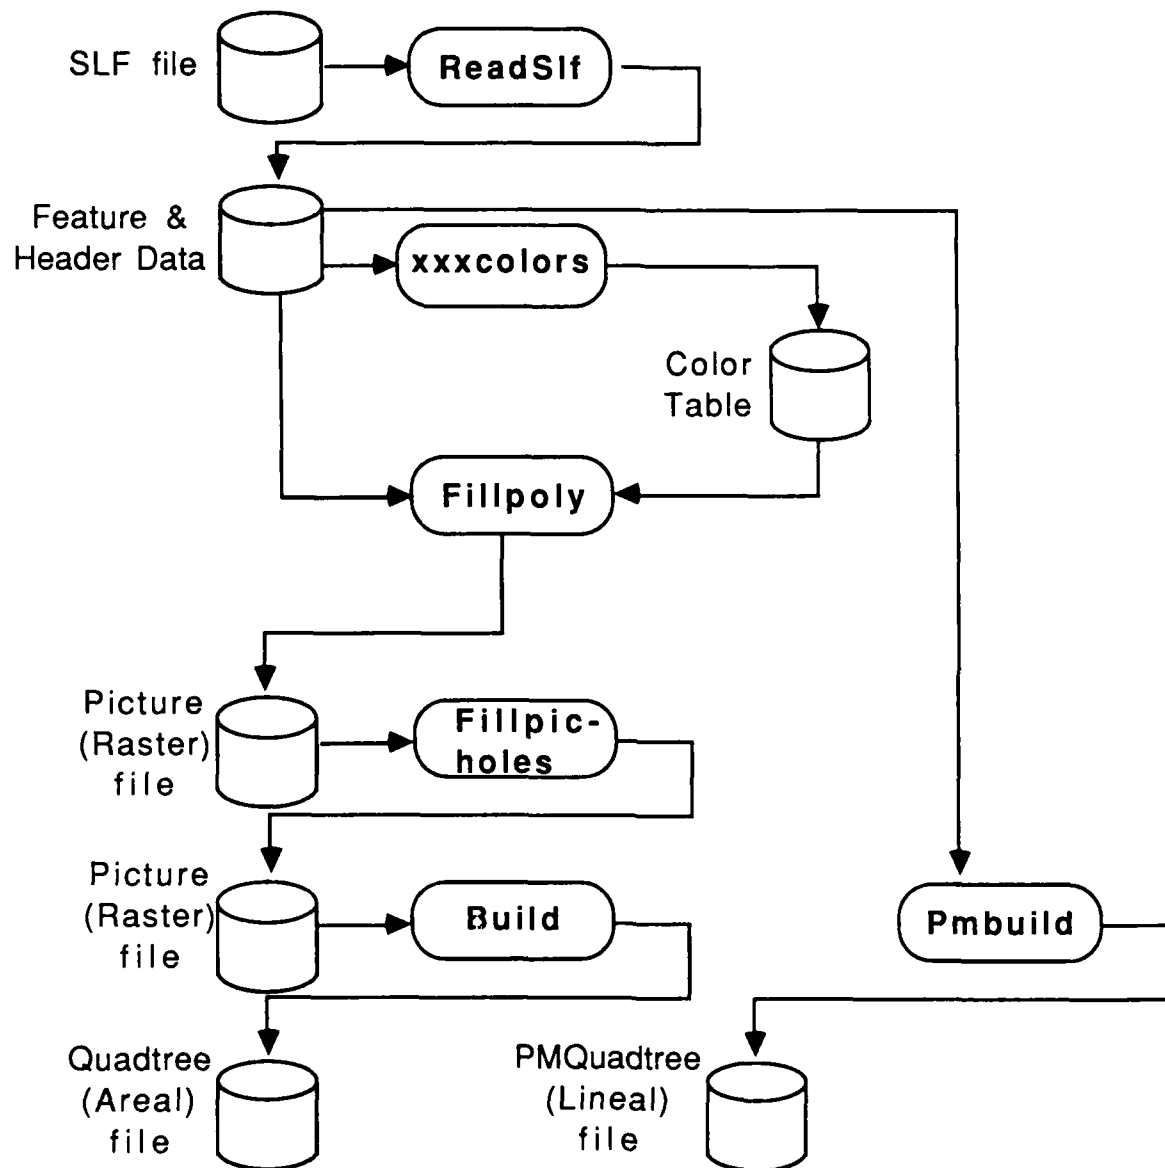 SLF file
ReadSlf
Feature &
Header Data
xxxcolors
Color
Table
Fillpoly
Picture
(Raster)
file
Fillpic-
holes
Picture
(Raster)
file
Build
Pmbuild
Quadtree
(Areal)
file
PMQuadtree
(Lineal)
file